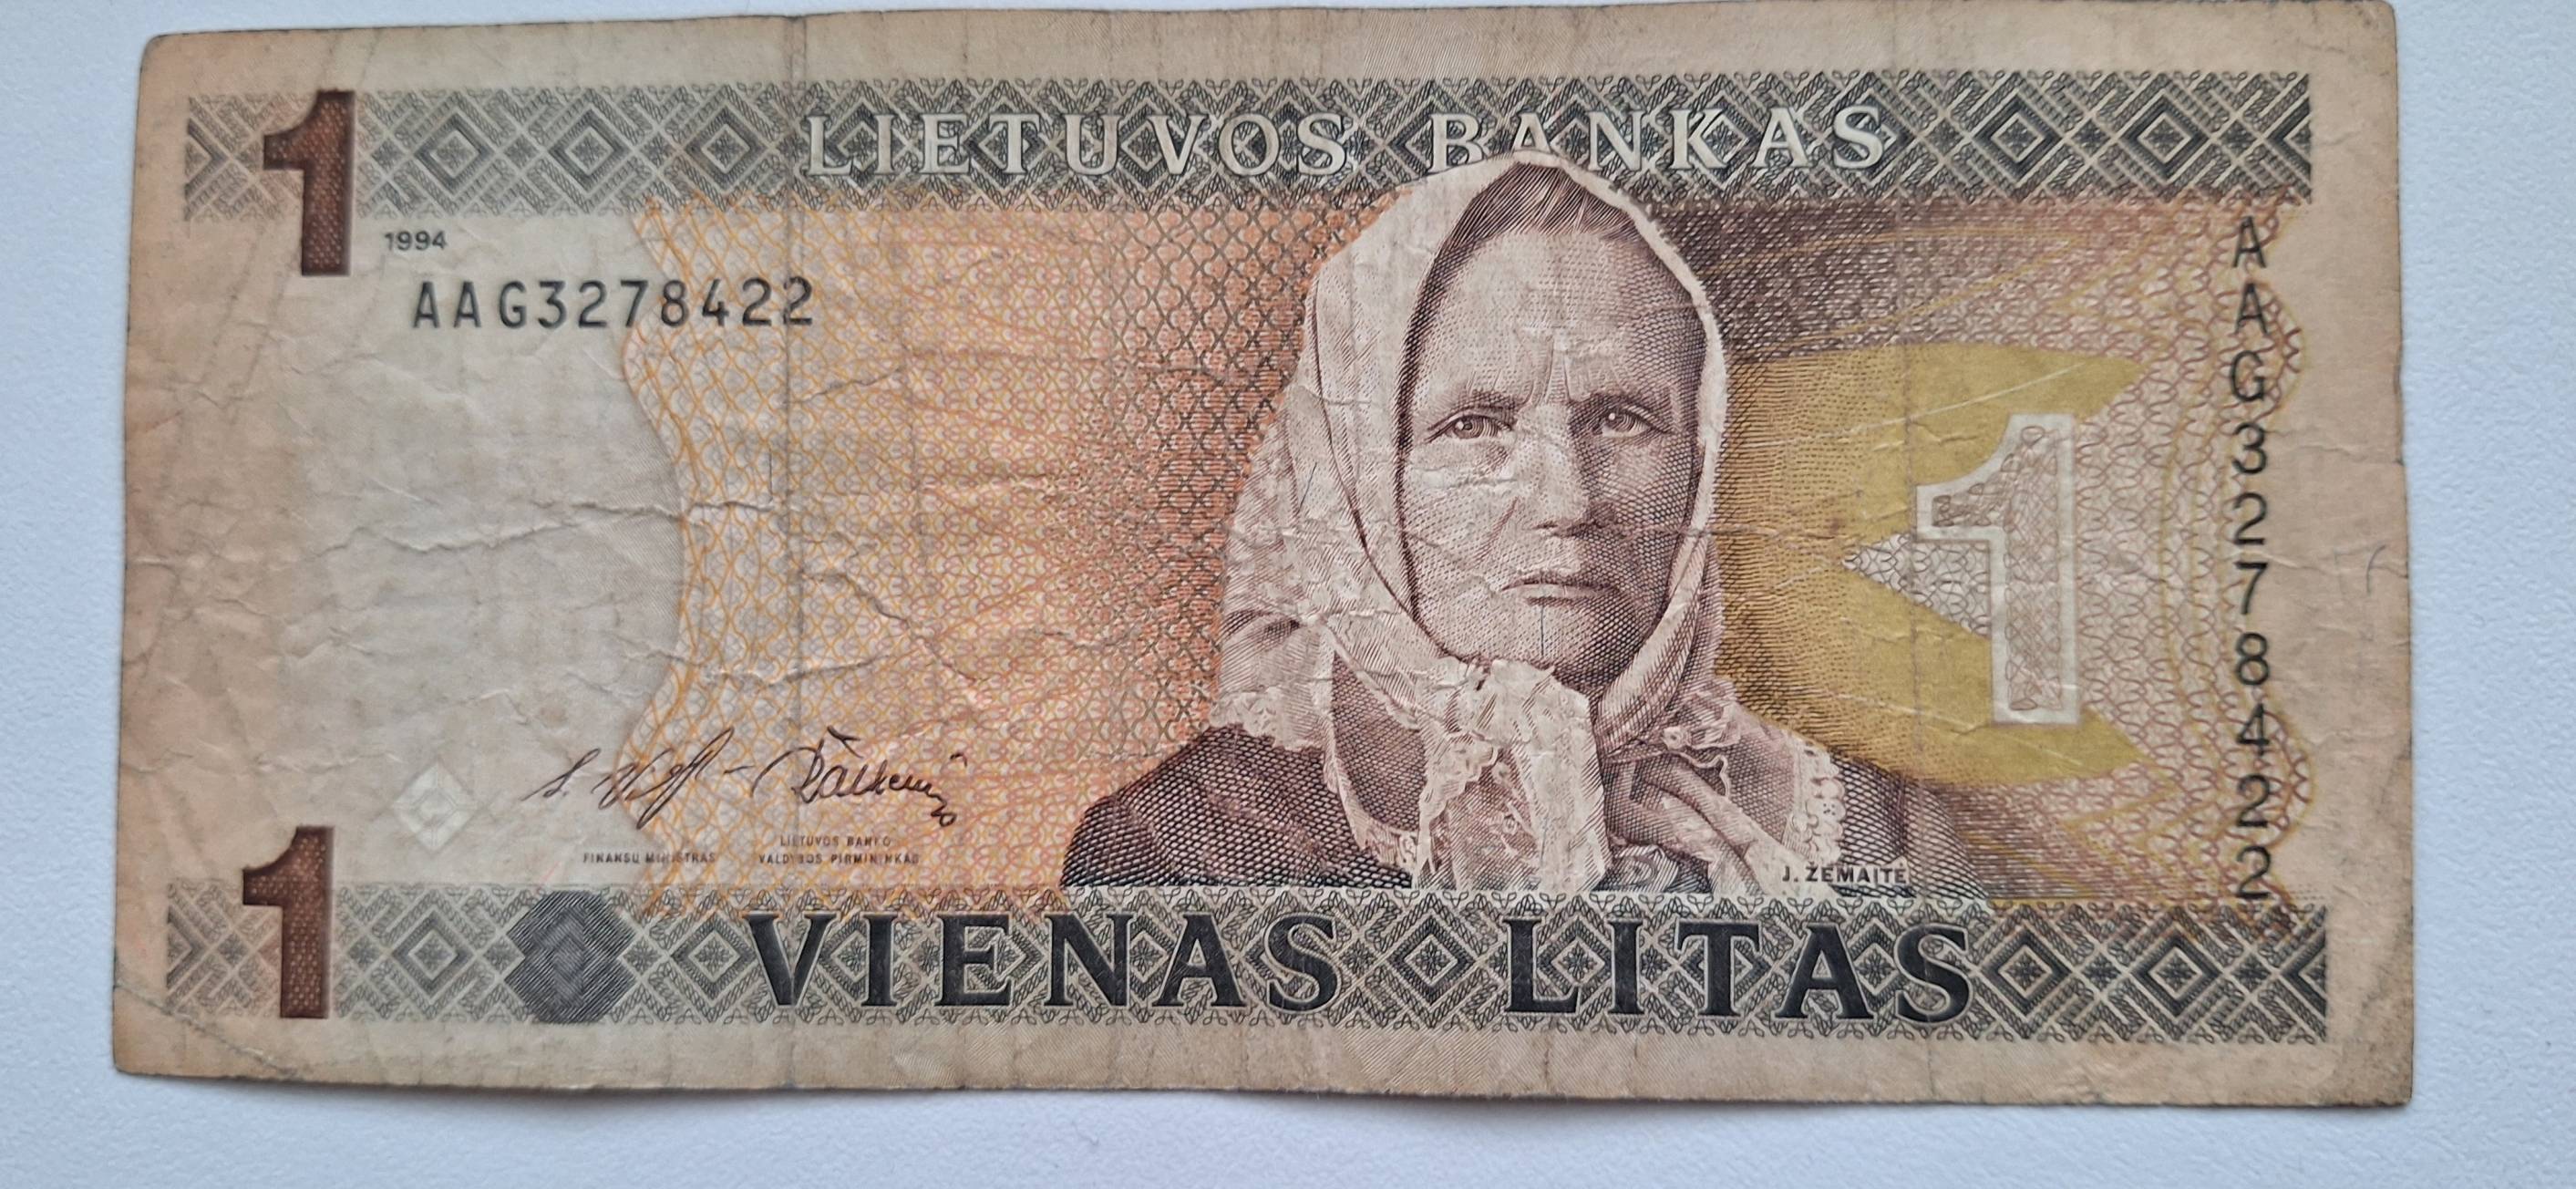 LIETUVOS BANKAS
1
1994
AAG3278422
AAG3278422
1
FINANSŲ MINISTRAS
LIETUVOS BANKO
VALDYBOS PIRMININKAS
J. ŽEMAITĖ
1
VIENAS LITAS